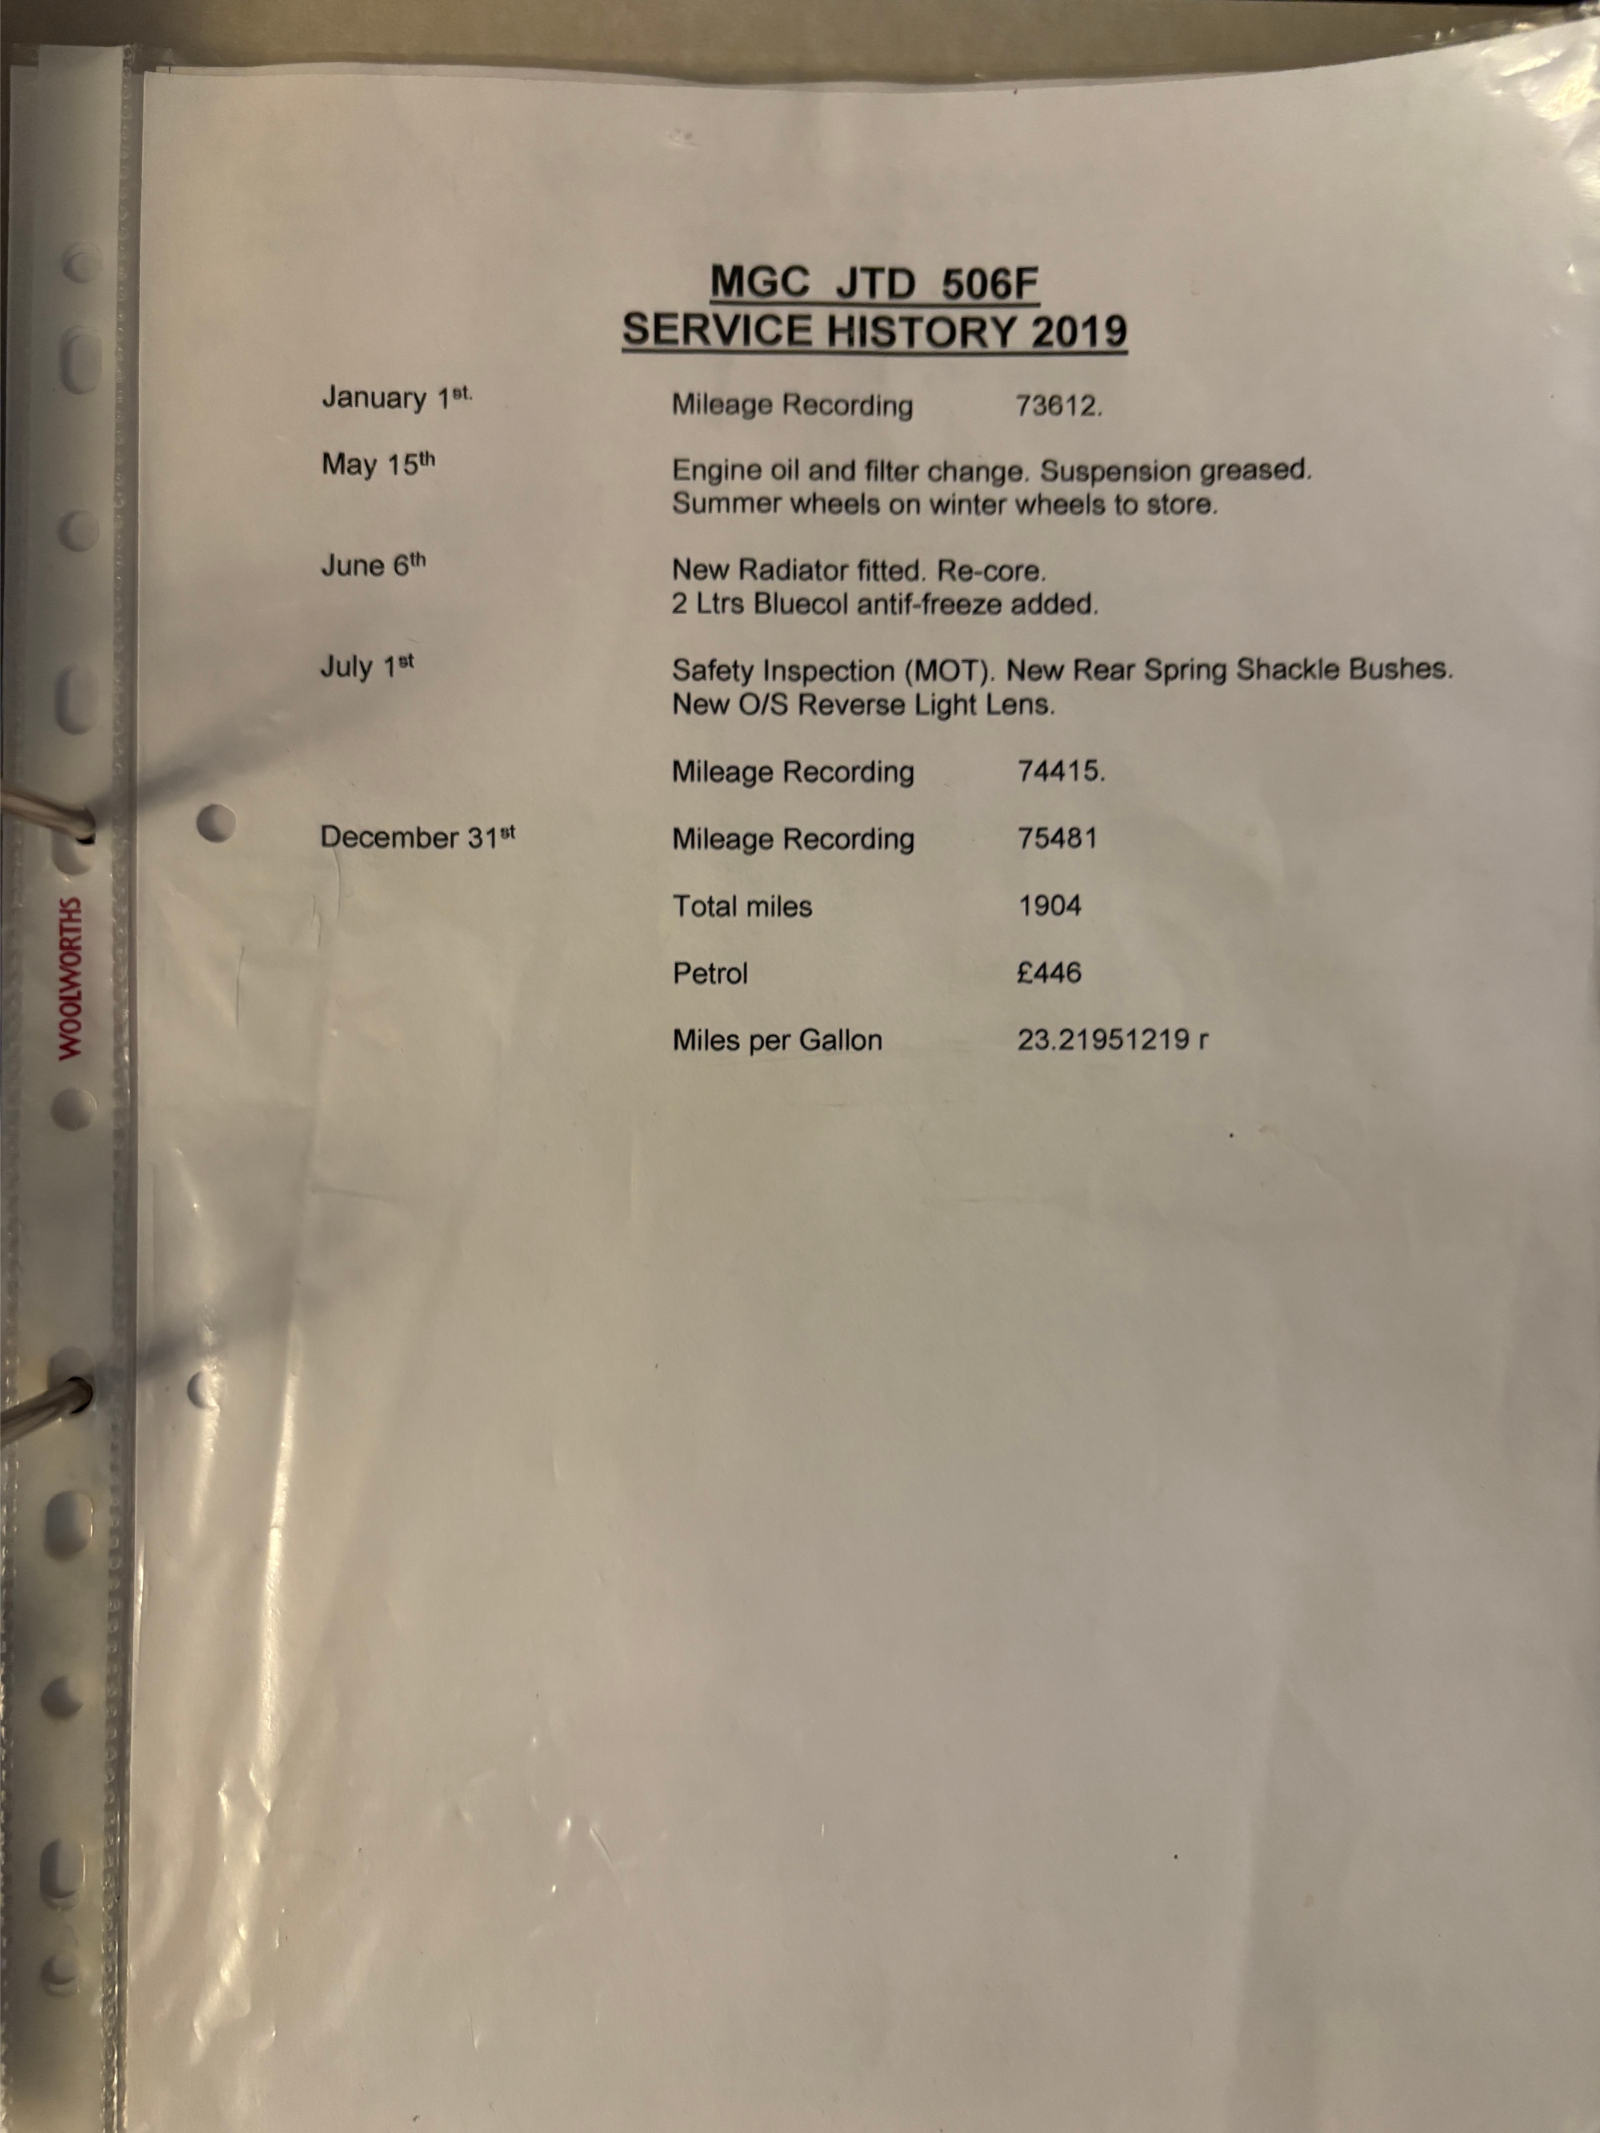 MGC JTD 506F
SERVICE HISTORY 2019
January 1st. Mileage Recording 73612.
May 15th Engine oil and filter change. Suspension greased.
Summer wheels on winter wheels to store.
June 6th New Radiator fitted. Re-core.
2 Ltrs Bluecol antif-freeze added.
July 1st Safety Inspection (MOT). New Rear Spring Shackle Bushes.
New O/S Reverse Light Lens.
Mileage Recording 74415.
December 31st Mileage Recording 75481
Total miles 1904
Petrol £446
Miles per Gallon 23.21951219 r
WOOLWORTHS